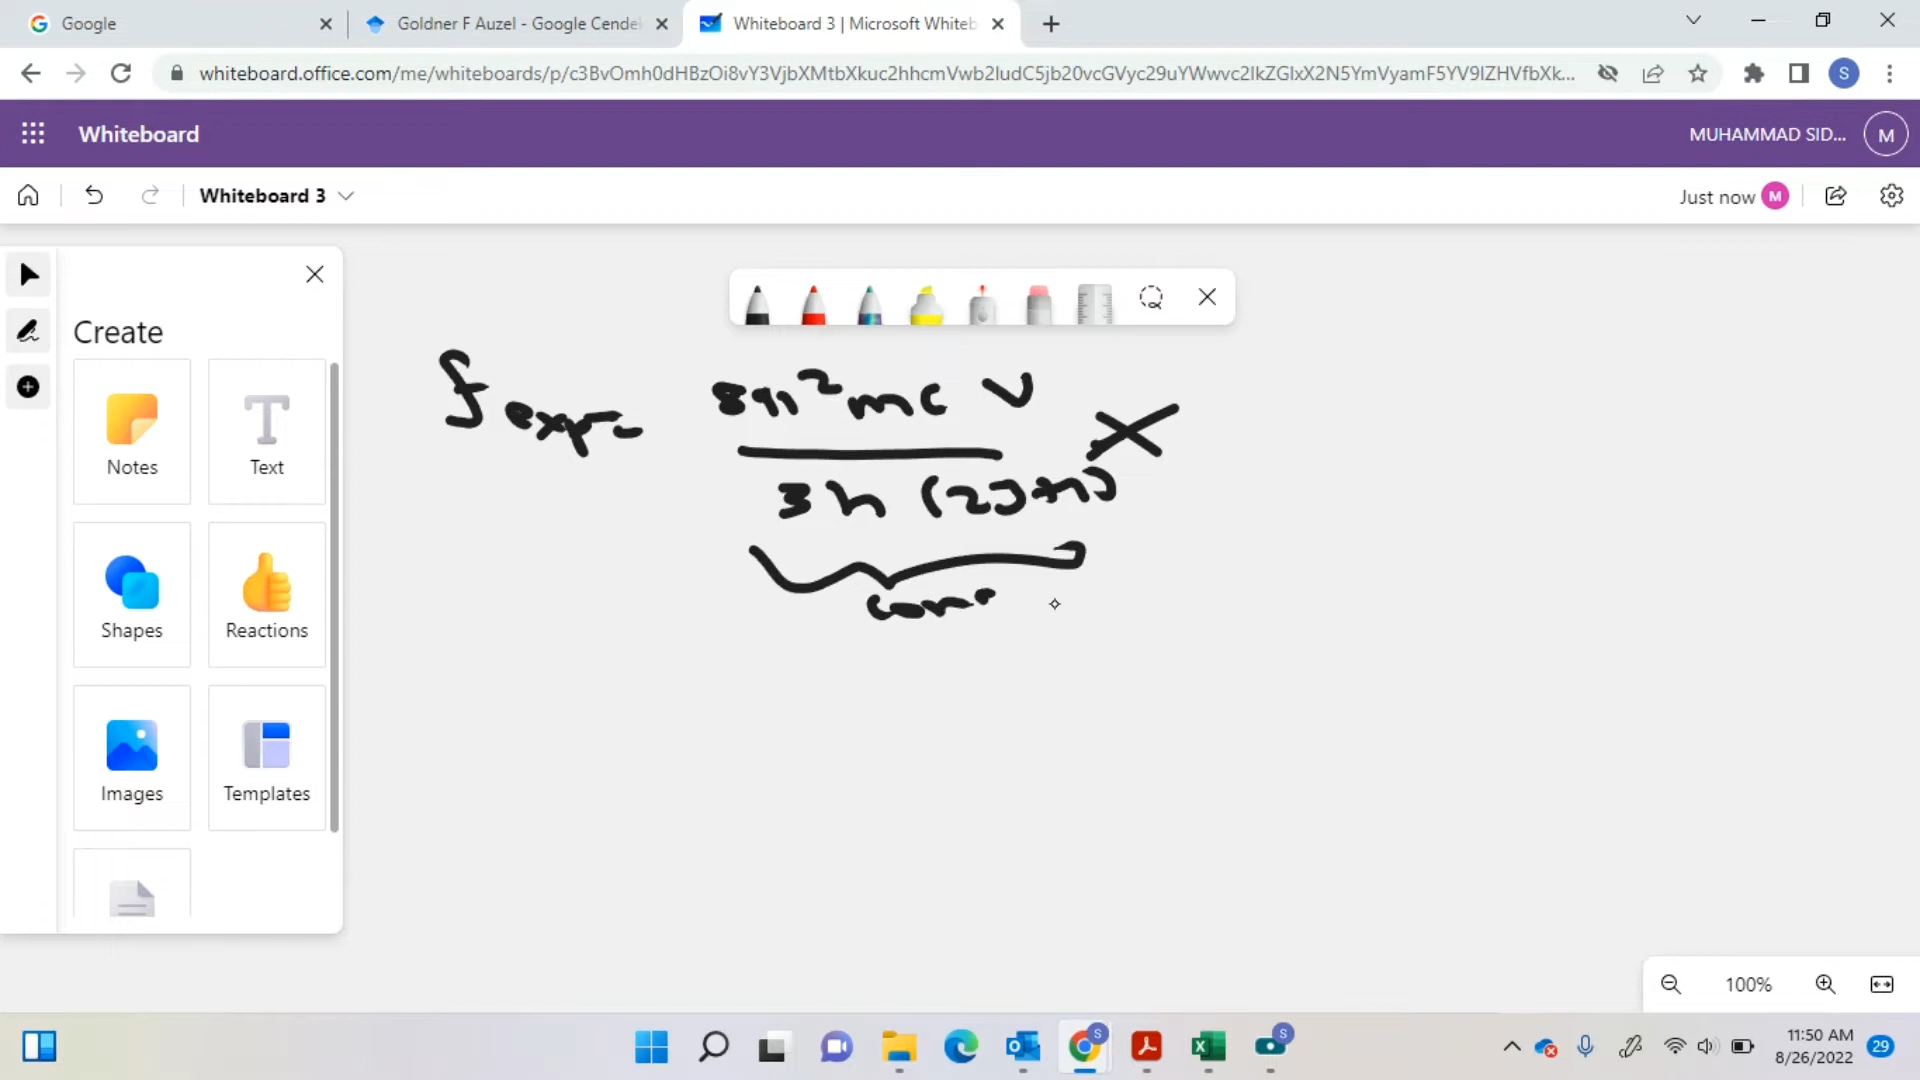 Google
Goldner F Auzel - Google Cende
Whiteboard 3 | Microsoft Whiteb
whiteboard.office.com/me/whiteboards/p/c3BvOmh0dHBzOi8vY3VjbXMtbXkuc2hhcmVwb2ludC5jb20vcGVyc29uYWwvc2lkZGlxX2N5YmVyamF5YV9lZHVfbXk...
S
Whiteboard
MUHAMMAD SID...
M
Whiteboard 3
Just now
M
Create
Notes
Text
Shapes
Reactions
Images
Templates
f exp =
8π² m c ν
3h (2J+1)
×
100%
S
S
11:50 AM
8/26/2022
29